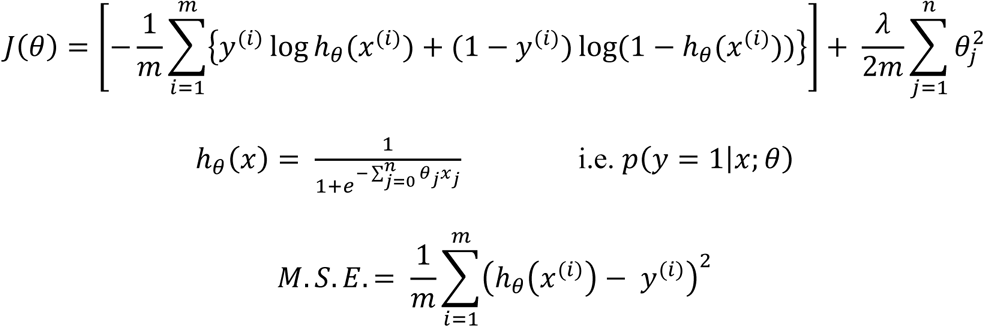 J(θ) = [−1/m ∑_{i=1}^{m} {y^{(i)} log h_θ(x^{(i)}) + (1 − y^{(i)}) log(1 − h_θ(x^{(i)}))}] + λ/2m ∑_{j=1}^{n} θ_j^2
h_θ(x) = 1/(1+e^{−∑_{j=0}^{n} θ_j x_j}) i.e. p(y = 1|x; θ)
M.S.E. = 1/m ∑_{i=1}^{m} (h_θ(x^{(i)}) − y^{(i)})^2